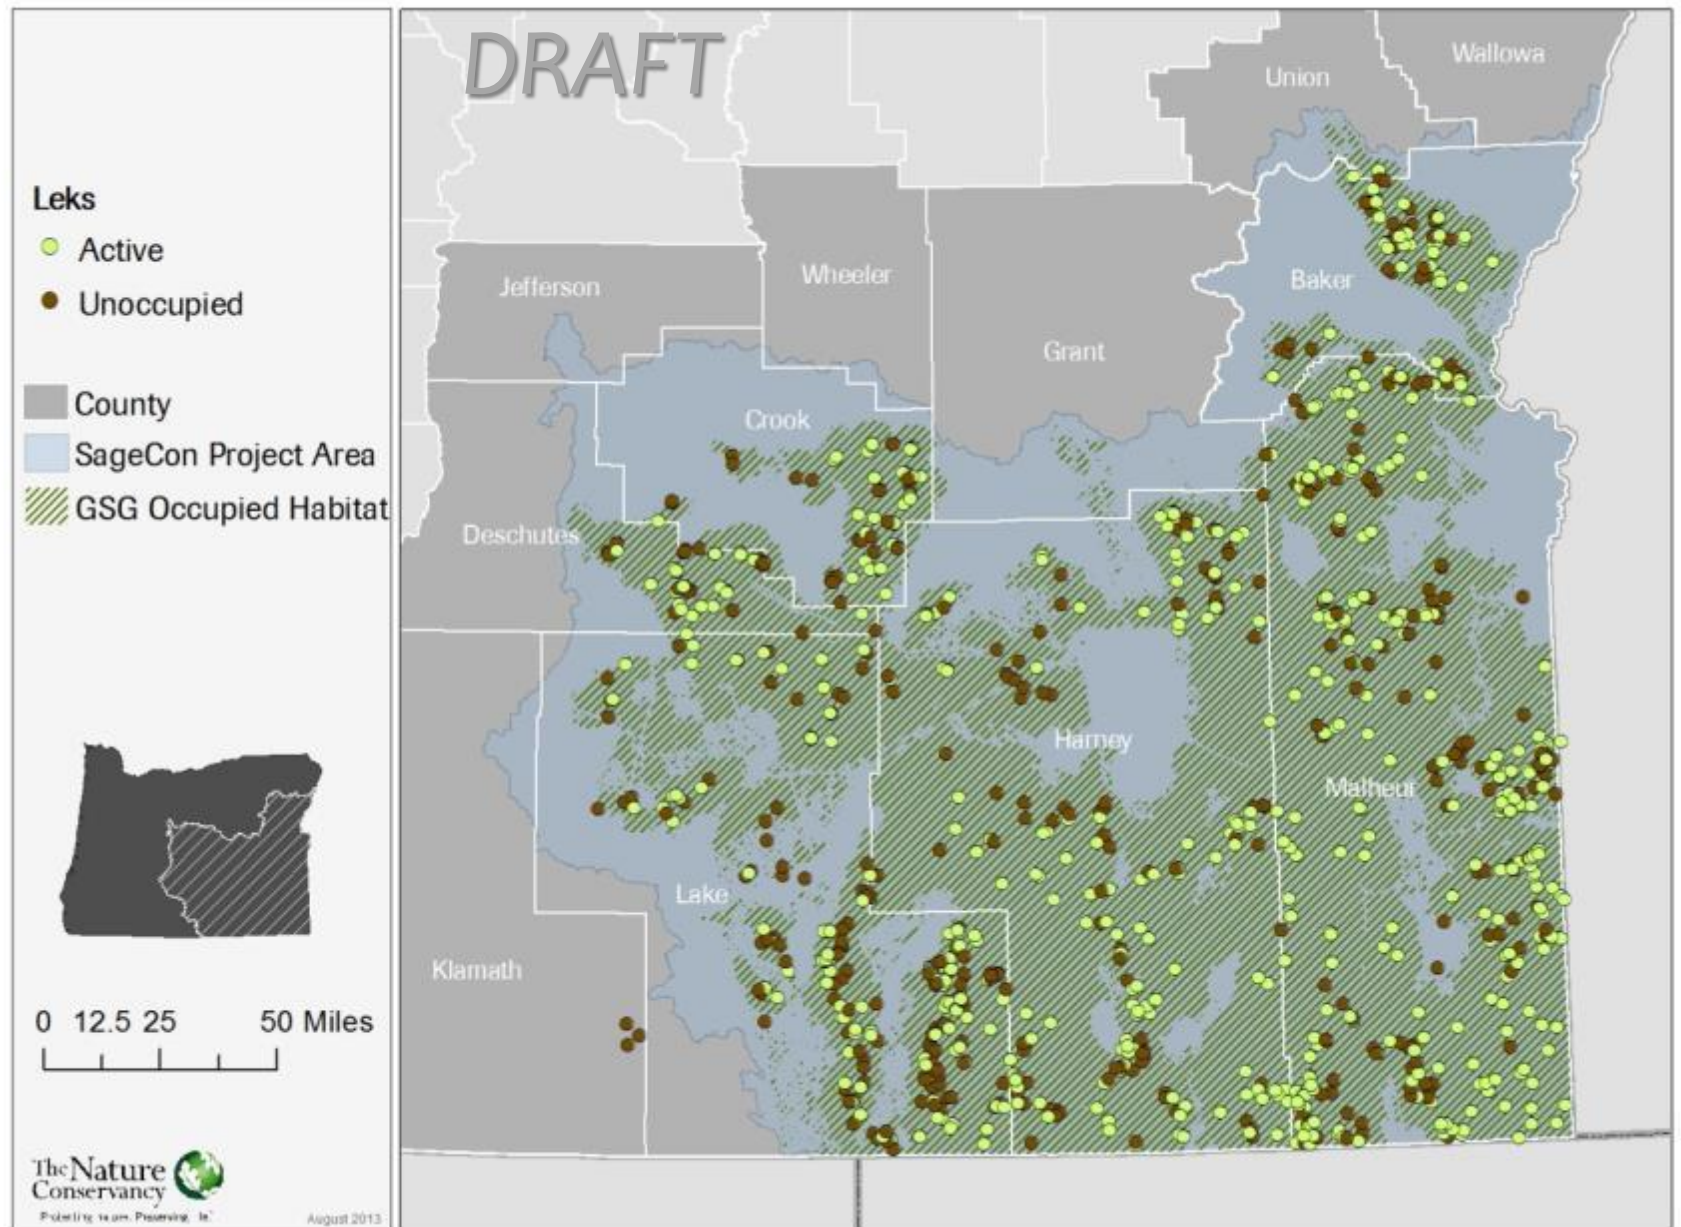 DRAFT
Leks
Active
Unoccupied
County
SageCon Project Area
GSG Occupied Habitat
0 12.5 25 50 Miles
The Nature
Conservancy
August 2013
Wallowa
Union
Baker
Jefferson
Wheeler
Grant
Crook
Deschutes
Harney
Malheur
Lake
Klamath